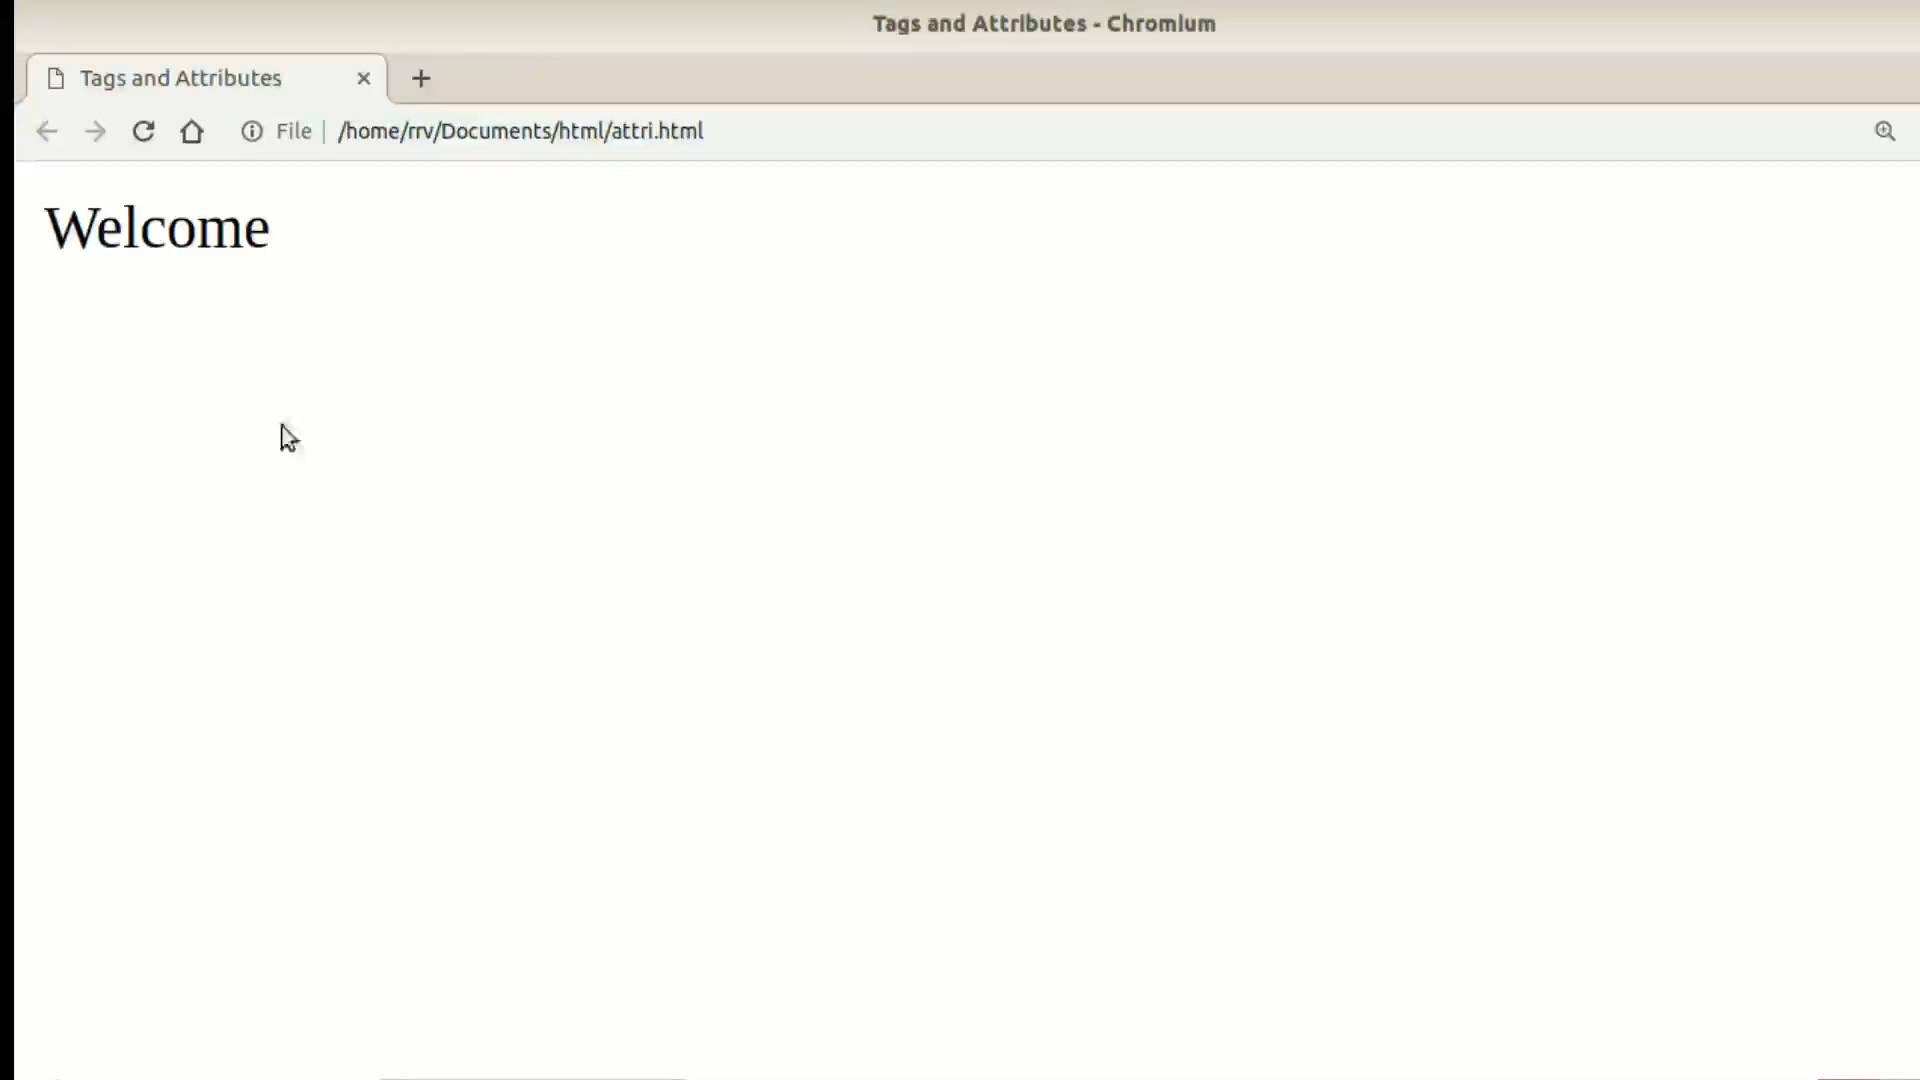 Tags and Attributes - Chromium
Tags and Attributes
File
/home/rrv/Documents/html/attri.html
Welcome